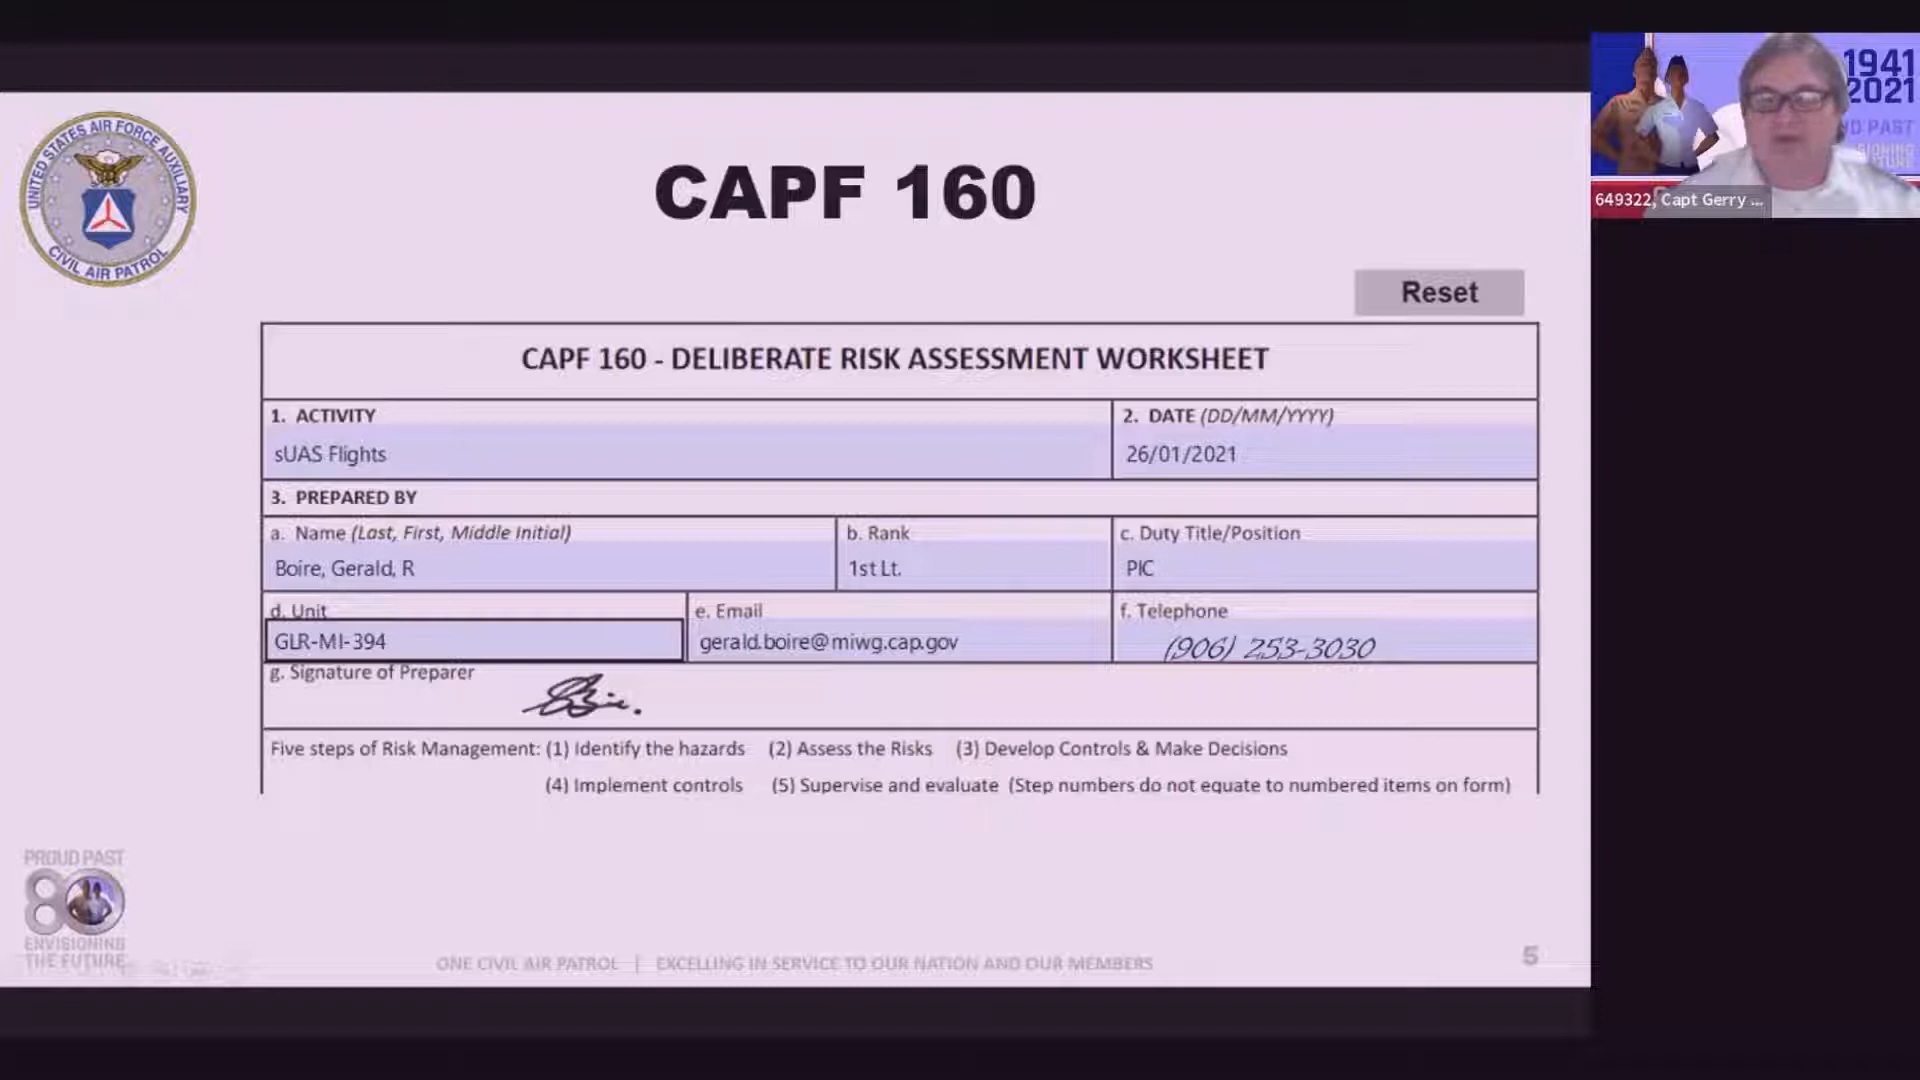 UNITED STATES AIR FORCE AUXILIARY
CIVIL AIR PATROL
CAPF 160
1941
2021
PAST
649322, Capt Gerry ...
Reset
CAPF 160 - DELIBERATE RISK ASSESSMENT WORKSHEET
1. ACTIVITY
sUAS Flights
2. DATE (DD/MM/YYYY)
26/01/2021
3. PREPARED BY
a. Name (Last, First, Middle Initial)
Boire, Gerald, R
b. Rank
1st Lt.
c. Duty Title/Position
PIC
d. Unit
GLR-MI-394
e. Email
gerald.boire@miwg.cap.gov
f. Telephone
(906) 253-3030
g. Signature of Preparer
Five steps of Risk Management: (1) Identify the hazards (2) Assess the Risks (3) Develop Controls & Make Decisions
(4) Implement controls (5) Supervise and evaluate (Step numbers do not equate to numbered items on form)
PROUD PAST
80
ENVISIONING
THE FUTURE
ONE CIVIL AIR PATROL | EXCELLING IN SERVICE TO OUR NATION AND OUR MEMBERS
5